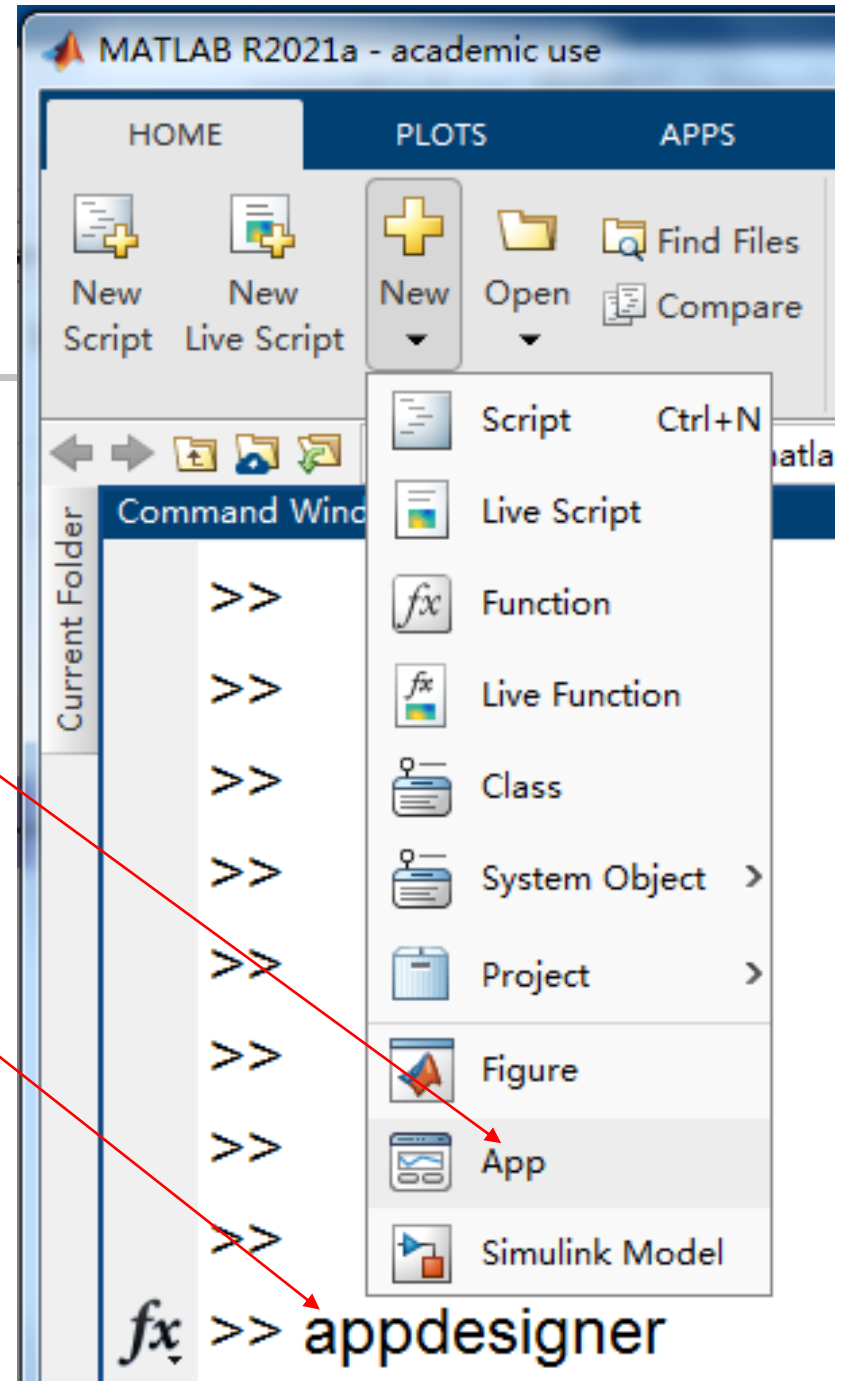 MATLAB R2021a - academic use
HOME PLOTS APPS
New Script
New Live Script
New
Open
Find Files
Compare
Script Ctrl+N
Live Script
Function
Live Function
Class
System Object >
Project >
Figure
App
Simulink Model
Current Folder
Command Wind
>>
>>
>>
>>
>>
>>
>>
>>
fx >> appdesigner